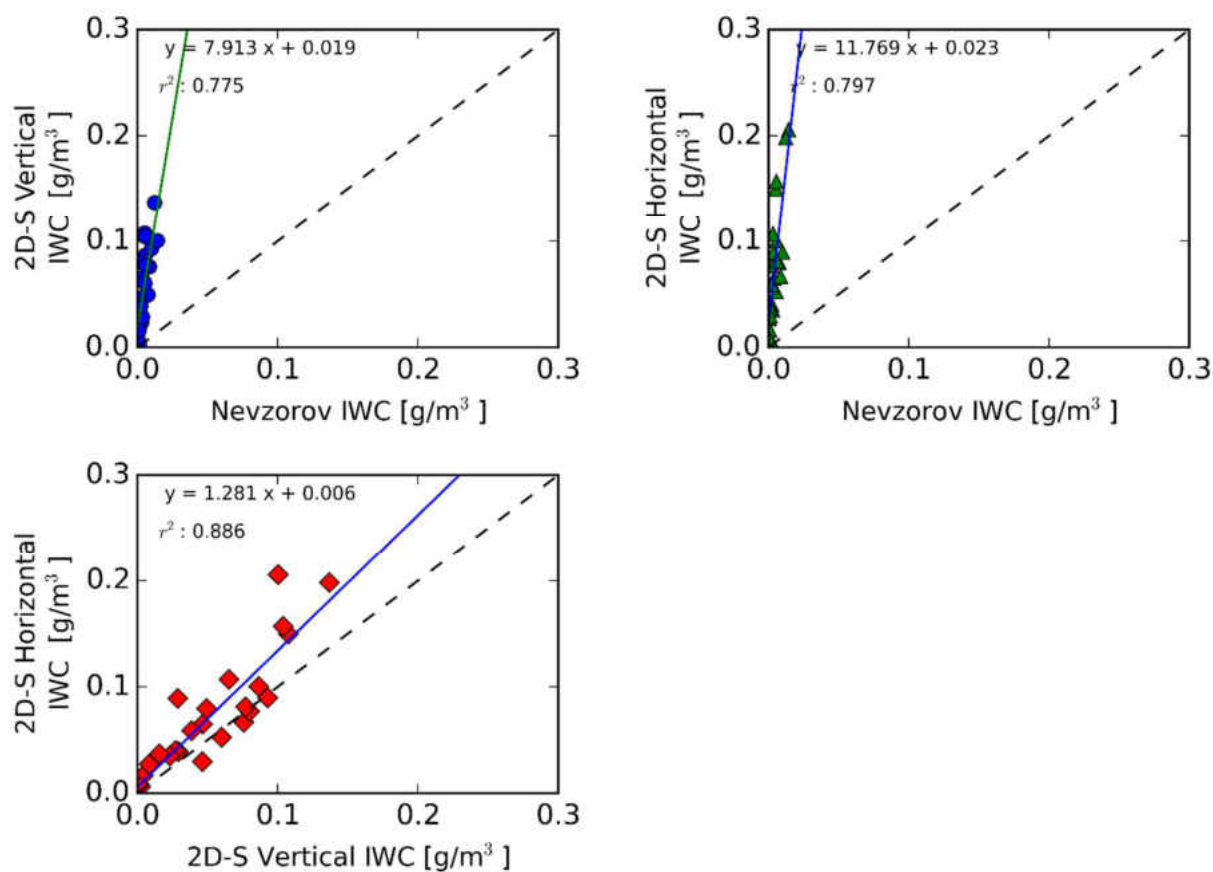 0.3
0.2
0.1
0.0
2D-S Vertical
IWC [g/m³ ]
y = 7.913 x + 0.019
r² : 0.775
0.0 0.1 0.2 0.3
Nevzorov IWC [g/m³ ]
0.3
0.2
0.1
0.0
2D-S Horizontal
IWC [g/m³ ]
y = 11.769 x + 0.023
r² : 0.797
0.0 0.1 0.2 0.3
Nevzorov IWC [g/m³ ]
0.3
0.2
0.1
0.0
2D-S Horizontal
IWC [g/m³ ]
y = 1.281 x + 0.006
r² : 0.886
0.0 0.1 0.2 0.3
2D-S Vertical IWC [g/m³ ]